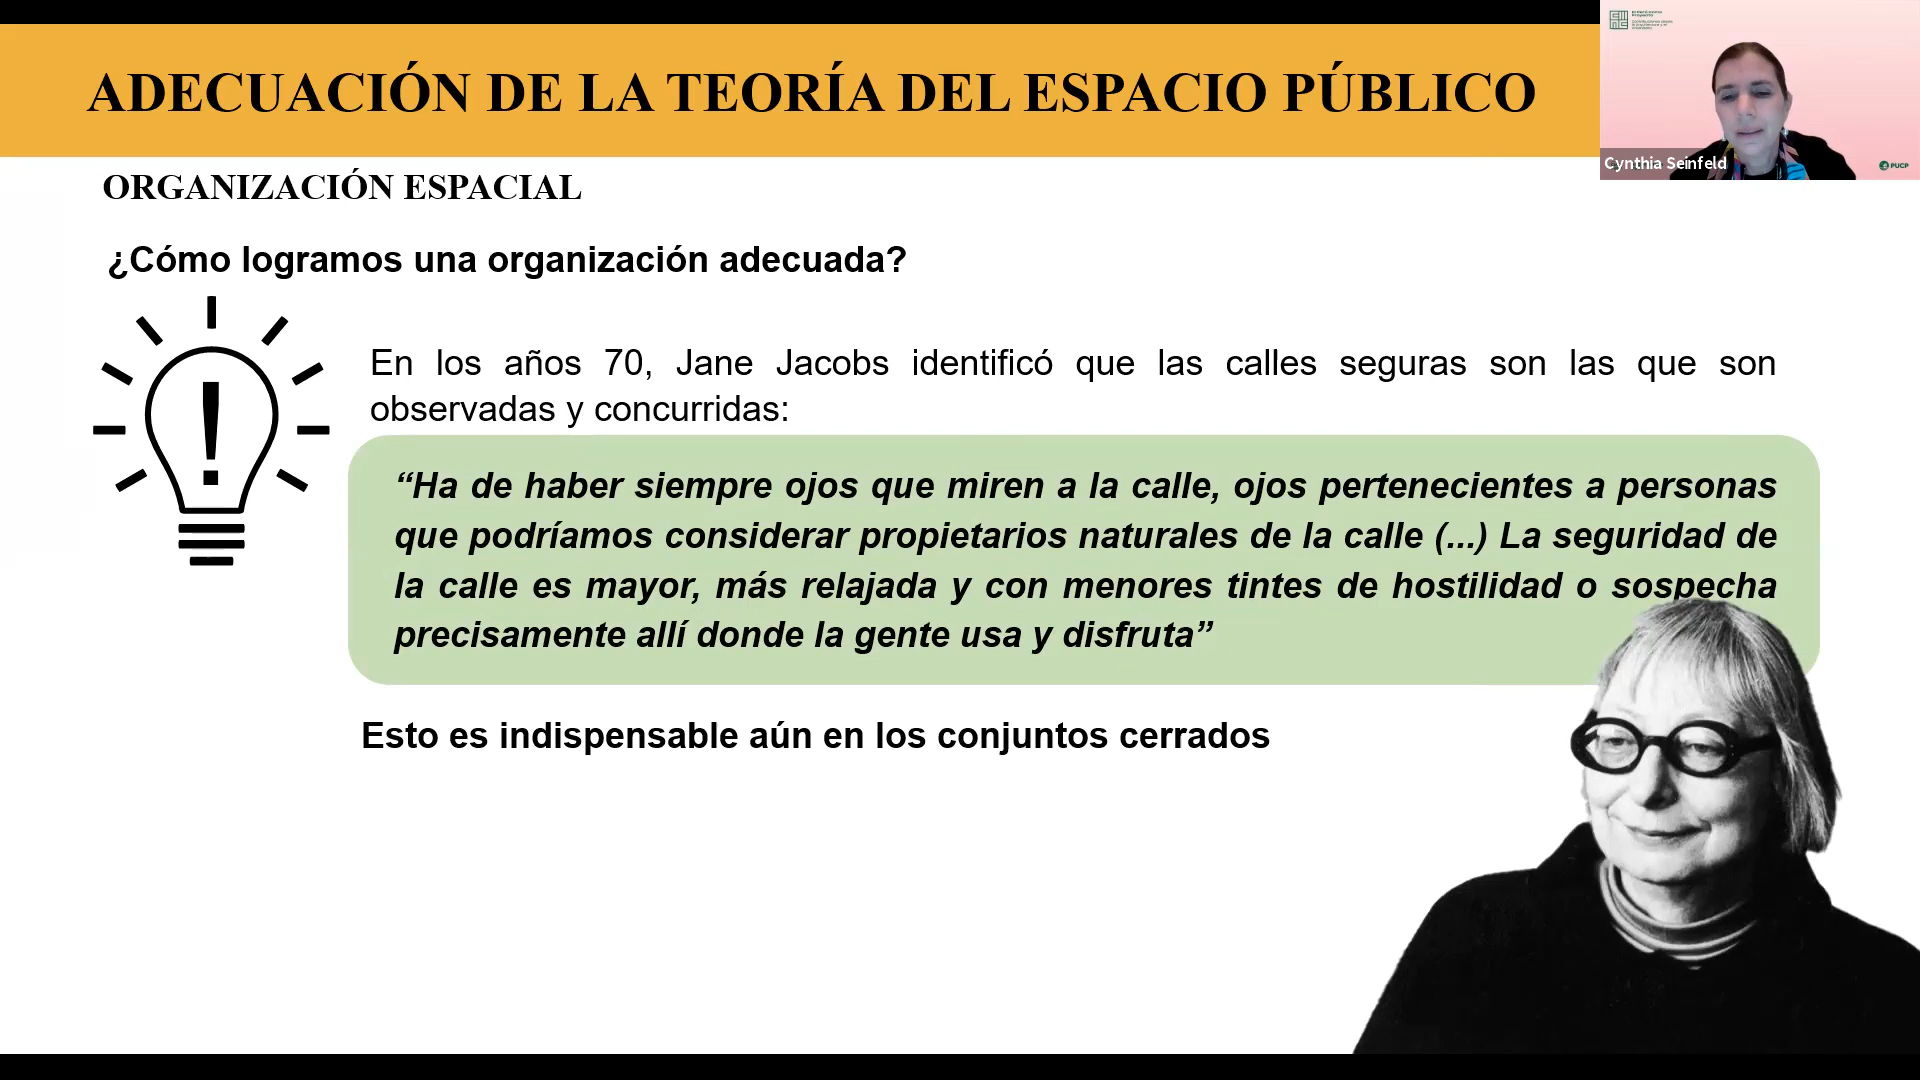 ADECUACIÓN DE LA TEORÍA DEL ESPACIO PÚBLICO
Cynthia Seinfeld
PUCP
ORGANIZACIÓN ESPACIAL
¿Cómo logramos una organización adecuada?
!
En los años 70, Jane Jacobs identificó que las calles seguras son las que son
observadas y concurridas:
“Ha de haber siempre ojos que miren a la calle, ojos pertenecientes a personas
que podríamos considerar propietarios naturales de la calle (...) La seguridad de
la calle es mayor, más relajada y con menores tintes de hostilidad o sospecha
precisamente allí donde la gente usa y disfruta”
Esto es indispensable aún en los conjuntos cerrados